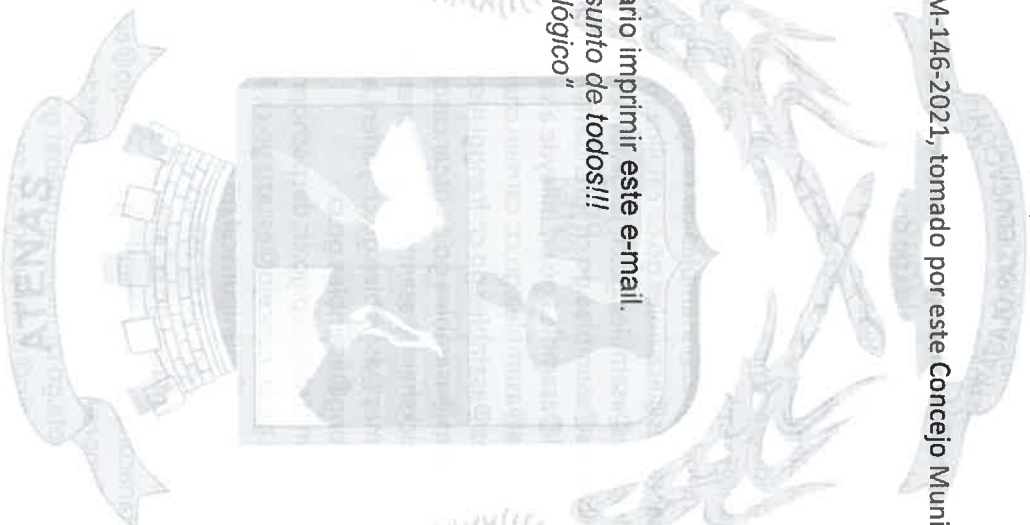 M-146-2021, tomado por este Concejo Muni
ario imprimir este e-mail.
sunto de todos!!!
lógico"
ATENAS